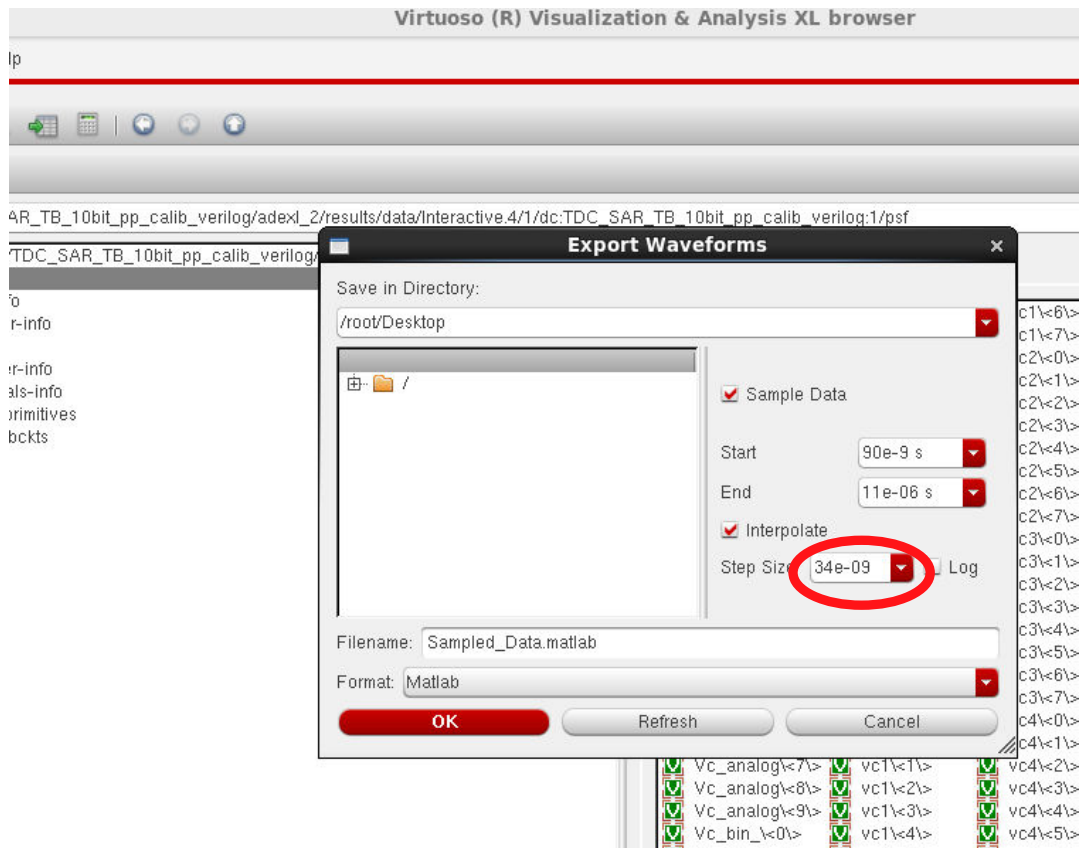 Virtuoso (R) Visualization & Analysis XL browser
lp
AR_TB_10bit_pp_calib_verilog/adexl_2/results/data/Interactive.4/1/dc:TDC_SAR_TB_10bit_pp_calib_verilog:1/psf
/TDC_SAR_TB_10bit_pp_calib_verilog/
fo
r-info
er-info
als-info
primitives
bckts
Export Waveforms
Save in Directory:
/root/Desktop
/
Sample Data
Start 90e-9 s
End 11e-06 s
Interpolate
Step Size 34e-09 Log
Filename: Sampled_Data.matlab
Format: Matlab
OK Refresh Cancel
c1\<6\>
c1\<7\>
c2\<0\>
c2\<1\>
c2\<2\>
c2\<3\>
c2\<4\>
c2\<5\>
c2\<6\>
c2\<7\>
c3\<0\>
c3\<1\>
c3\<2\>
c3\<3\>
c3\<4\>
c3\<5\>
c3\<6\>
c3\<7\>
c4\<0\>
c4\<1\>
Vc_analog\<7\> vc1\<1\> vc4\<2\>
Vc_analog\<8\> vc1\<2\> vc4\<3\>
Vc_analog\<9\> vc1\<3\> vc4\<4\>
Vc_bin_\<0\> vc1\<4\> vc4\<5\>